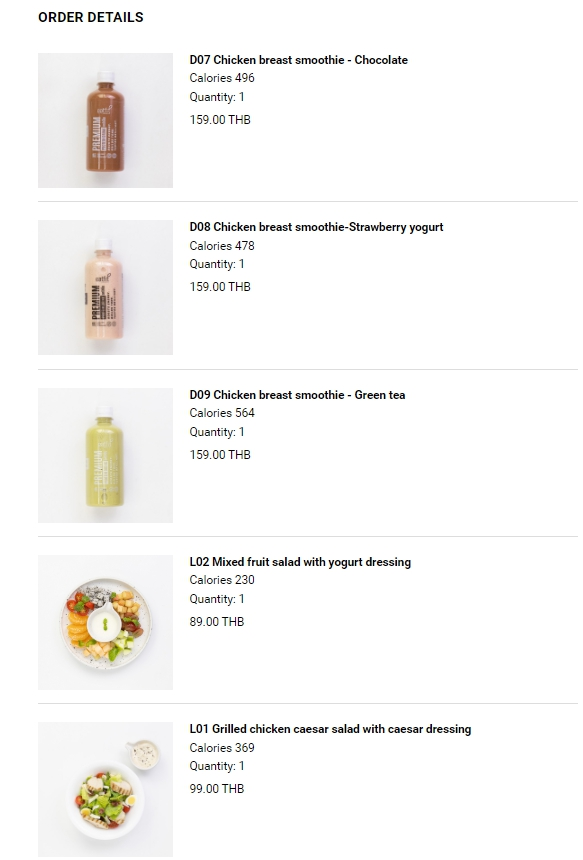 ORDER DETAILS
D07 Chicken breast smoothie - Chocolate
Calories 496
Quantity: 1
159.00 THB
PREMIUM
D08 Chicken breast smoothie-Strawberry yogurt
Calories 478
Quantity: 1
159.00 THB
PREMIUM
D09 Chicken breast smoothie - Green tea
Calories 564
Quantity: 1
159.00 THB
PREMIUM
L02 Mixed fruit salad with yogurt dressing
Calories 230
Quantity: 1
89.00 THB
L01 Grilled chicken caesar salad with caesar dressing
Calories 369
Quantity: 1
99.00 THB